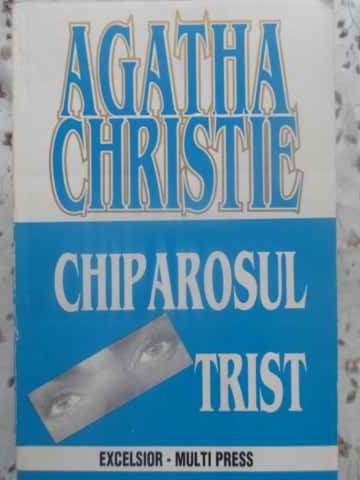 AGATHA
CHRISTIE
CHIPAROSUL
TRIST
EXCELSIOR - MULTI PRESS